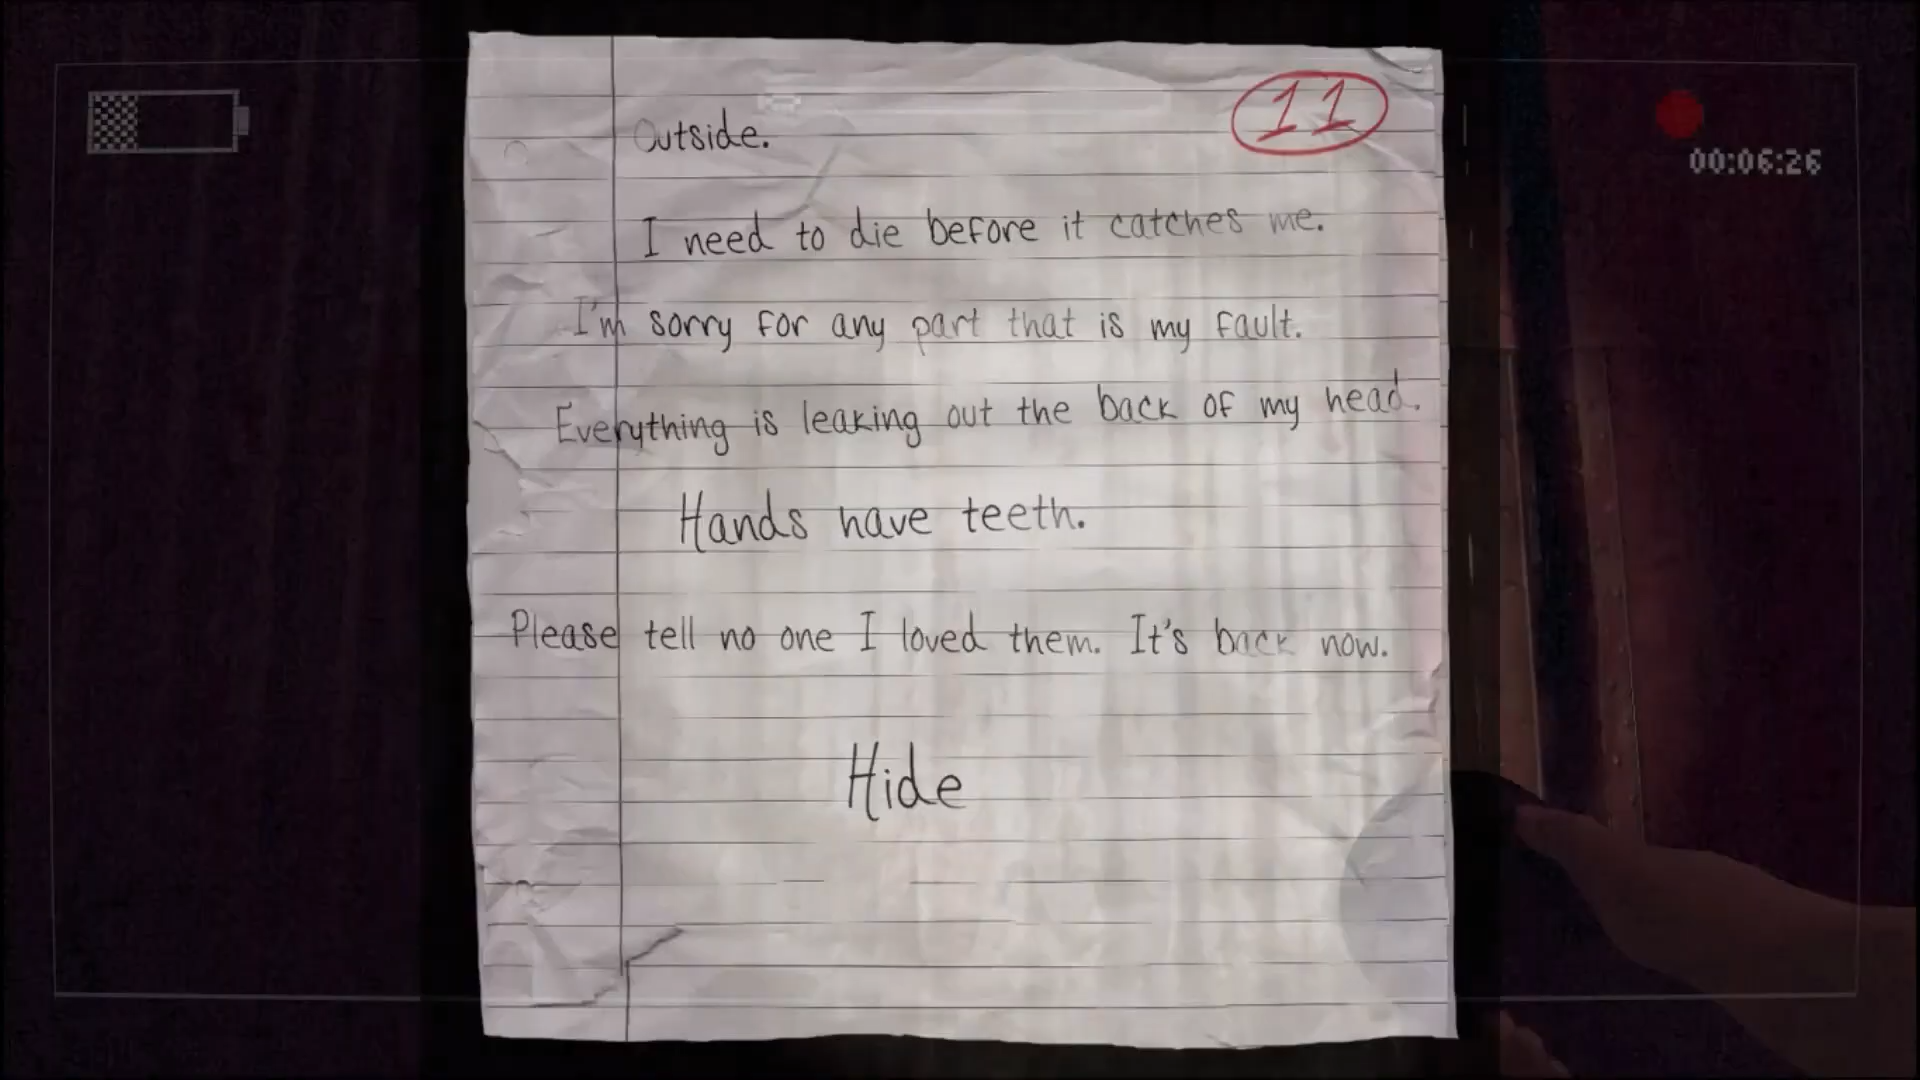 11
Outside.
I need to die before it catches me.
I'm sorry for any part that is my fault.
Everything is leaking out the back of my head.
Hands have teeth.
Please tell no one I loved them. It's back now.
Hide
00:06:26